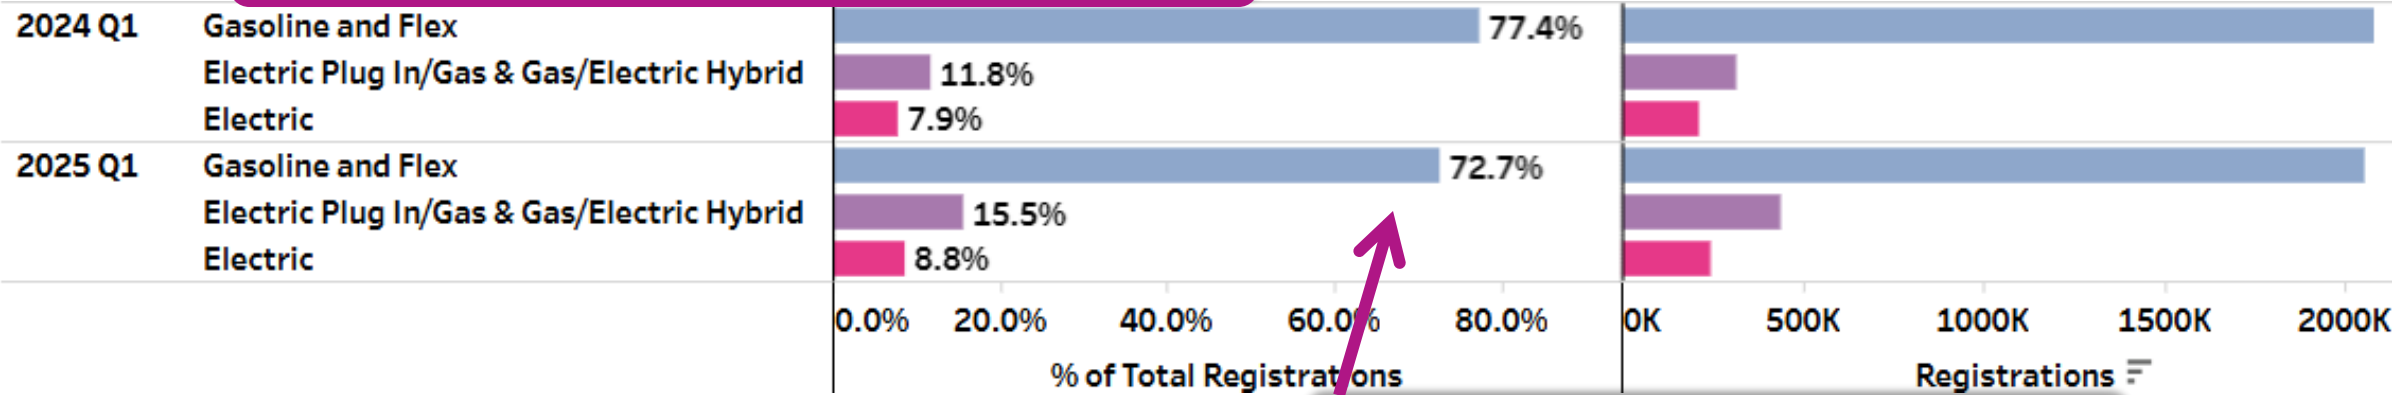 2024 Q1 Gasoline and Flex 77.4%
Electric Plug In/Gas & Gas/Electric Hybrid 11.8%
Electric 7.9%
2025 Q1 Gasoline and Flex 72.7%
Electric Plug In/Gas & Gas/Electric Hybrid 15.5%
Electric 8.8%
0.0% 20.0% 40.0% 60.0% 80.0% 0K 500K 1000K 1500K 2000K
% of Total Registrations Registrations